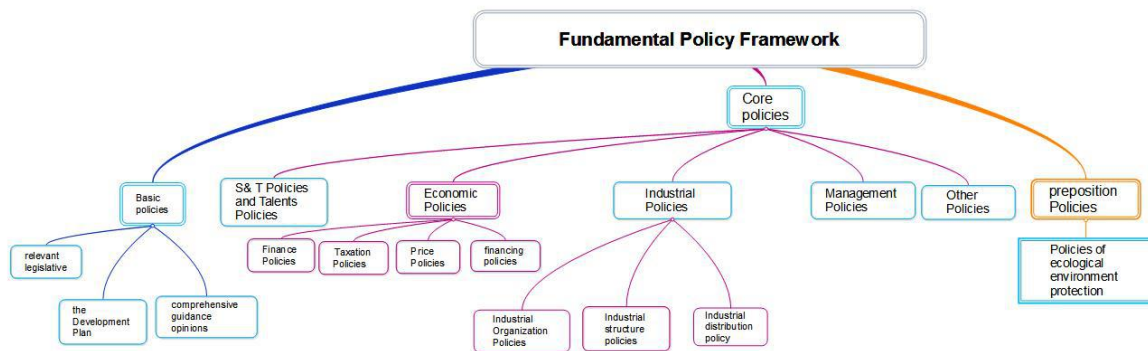 Fundamental Policy Framework
Core
policies
Basic
policies
S& T Policies
and Talents
Policies
Economic
Policies
Industrial
Policies
Management
Policies
Other
Policies
preposition
Policies
relevant
legislative
the
Development
Plan
comprehensive
guidance
opinions
Finance
Policies
Taxation
Policies
Price
Policies
financing
policies
Industrial
Organization
Policies
Industrial
structure
policies
Industrial
distribution
policy
Policies of
ecological
environment
protection